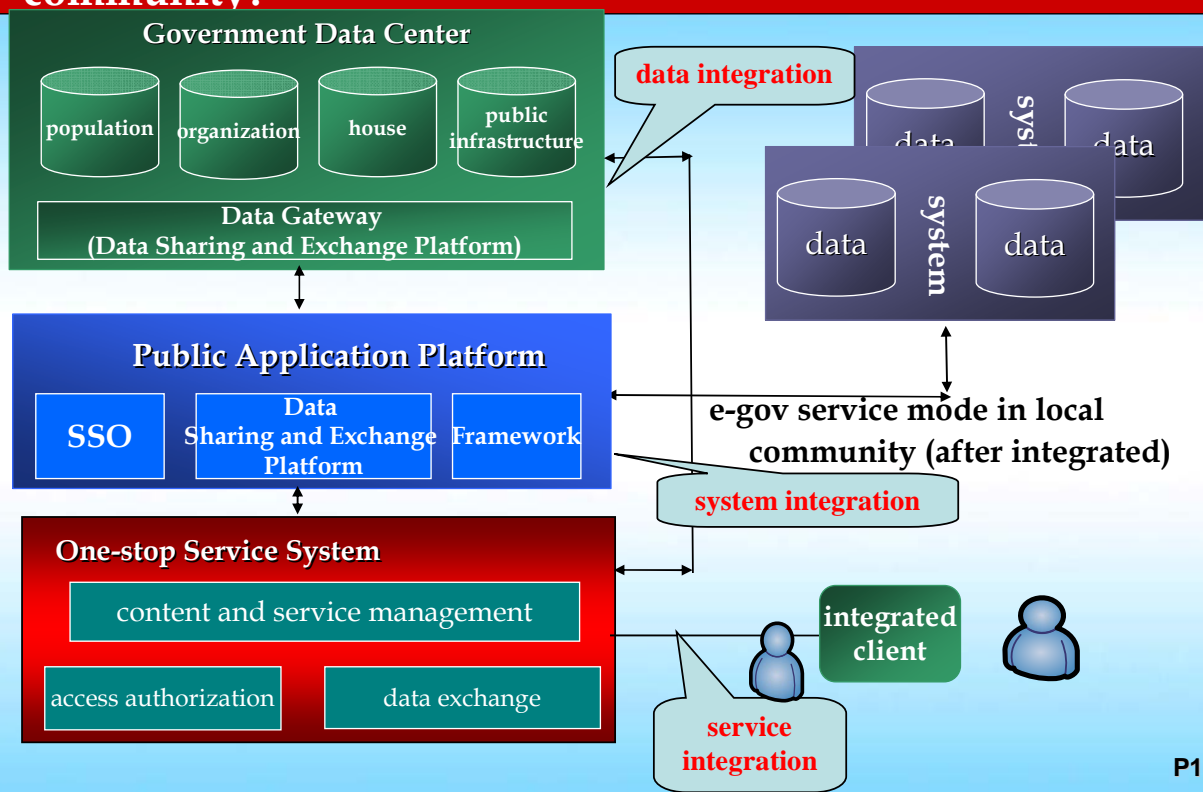 community?
Government Data Center
population
organization
house
public
infrastructure
Data Gateway
(Data Sharing and Exchange Platform)
data integration
data
system
data
data
system
data
Public Application Platform
SSO
Data
Sharing and Exchange
Platform
Framework
e-gov service mode in local
community (after integrated)
system integration
One-stop Service System
content and service management
access authorization
data exchange
integrated
client
service
integration
P1